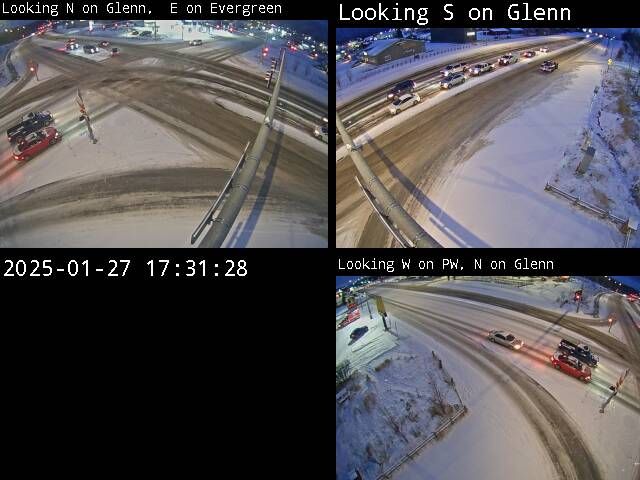 Looking N on Glenn,  E on Evergreen
Looking S on Glenn
2025-01-27 17:31:28
Looking W on PW, N on Glenn